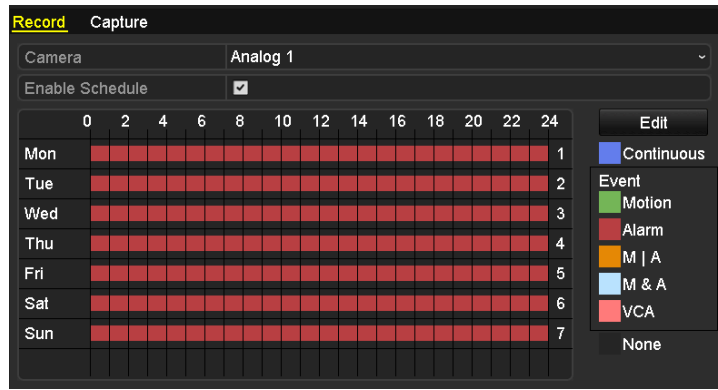 Record Capture
Camera Analog 1
Enable Schedule
0 2 4 6 8 10 12 14 16 18 20 22 24 Edit
Mon 1 Continuous
Tue 2 Event
Motion
Wed 3
Alarm
Thu 4
M | A
Fri 5
M & A
Sat 6
VCA
Sun 7
None